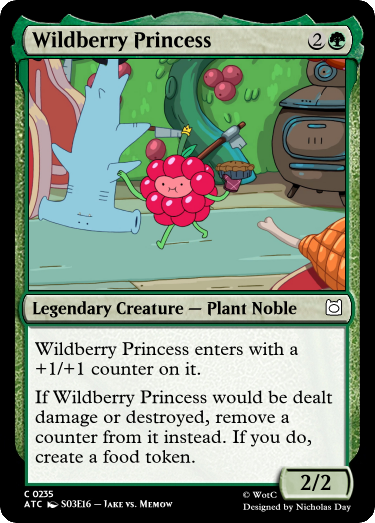 Wildberry Princess 2
Legendary Creature — Plant Noble
Wildberry Princess enters with a
+1/+1 counter on it.
If Wildberry Princess would be dealt
damage or destroyed, remove a
counter from it instead. If you do,
create a food token.
2/2
C 0235
ATC S03E16 – Jake vs. Memow
© WotC
Designed by Nicholas Day